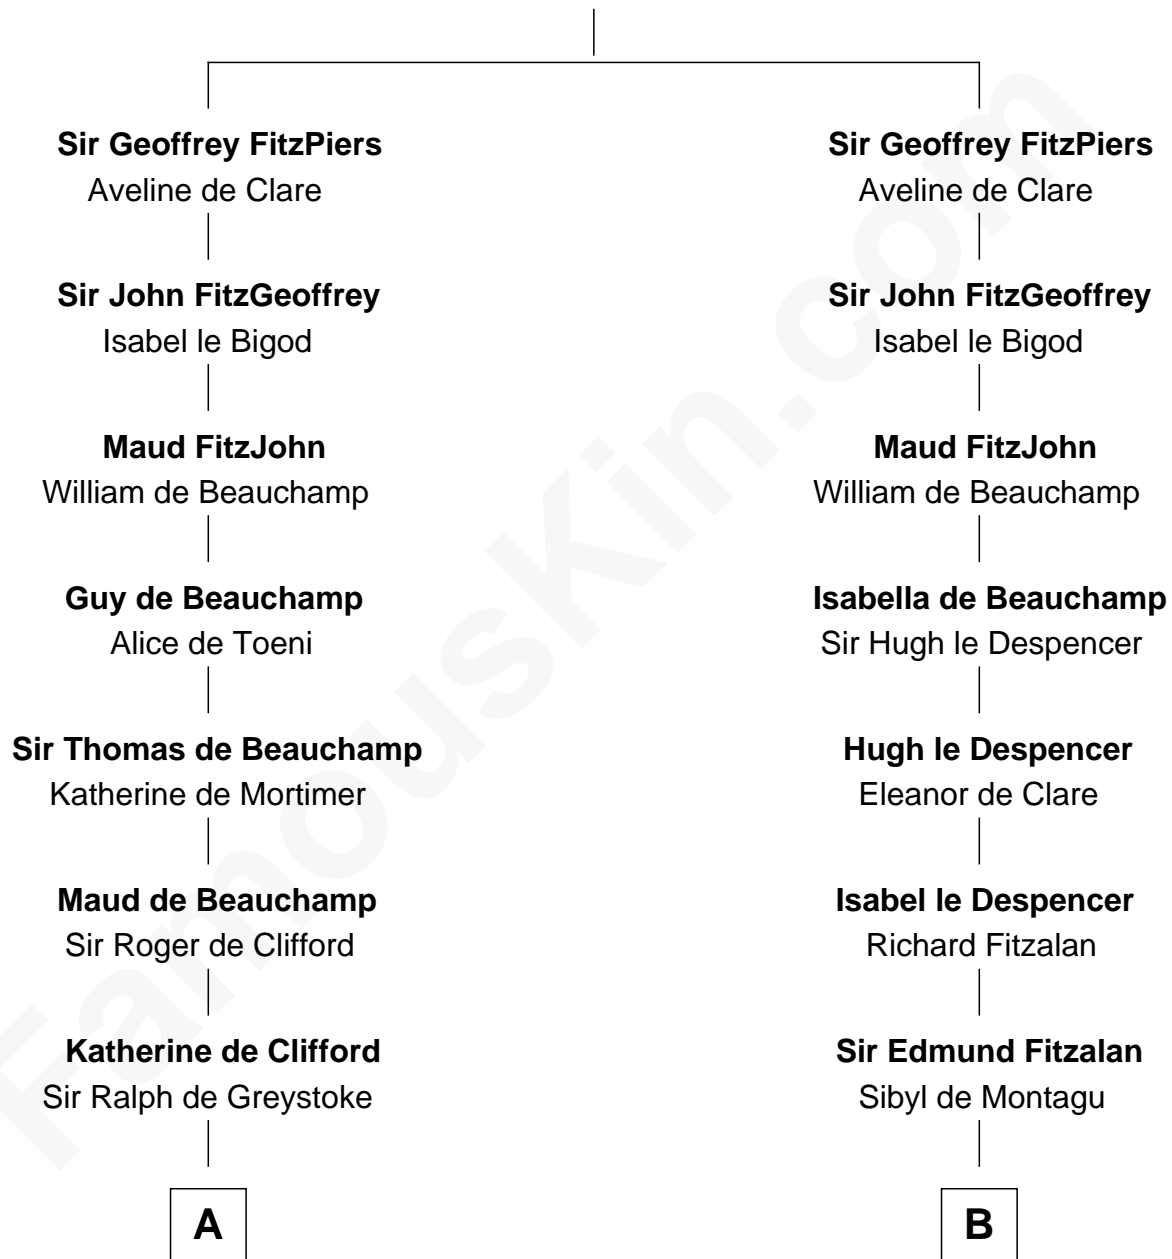 Sir Geoffrey FitzPiers
Aveline de Clare
Sir John FitzGeoffrey
Isabel le Bigod
Maud FitzJohn
William de Beauchamp
Guy de Beauchamp
Alice de Toeni
Sir Thomas de Beauchamp
Katherine de Mortimer
Maud de Beauchamp
Sir Roger de Clifford
Katherine de Clifford
Sir Ralph de Greystoke
A
Sir Geoffrey FitzPiers
Aveline de Clare
Sir John FitzGeoffrey
Isabel le Bigod
Maud FitzJohn
William de Beauchamp
Isabella de Beauchamp
Sir Hugh le Despencer
Hugh le Despencer
Eleanor de Clare
Isabel le Despencer
Richard Fitzalan
Sir Edmund Fitzalan
Sibyl de Montagu
B
FamousKin.com